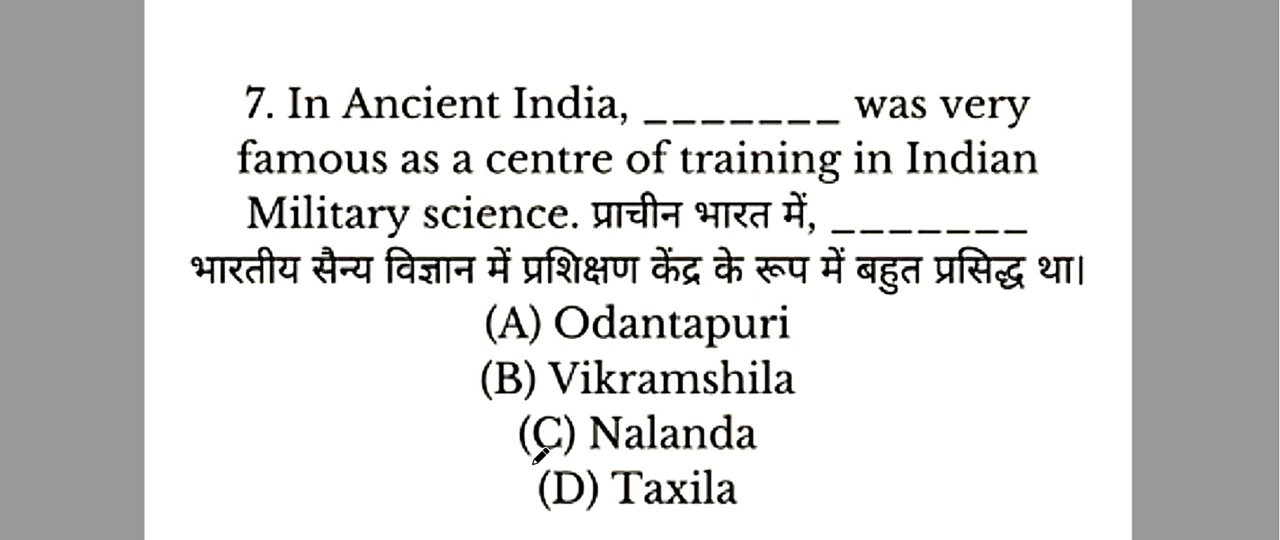 7. In Ancient India, _______ was very
famous as a centre of training in Indian
Military science. प्राचीन भारत में, _______
भारतीय सैन्य विज्ञान में प्रशिक्षण केंद्र के रूप में बहुत प्रसिद्ध था।
(A) Odantapuri
(B) Vikramshila
(C) Nalanda
(D) Taxila